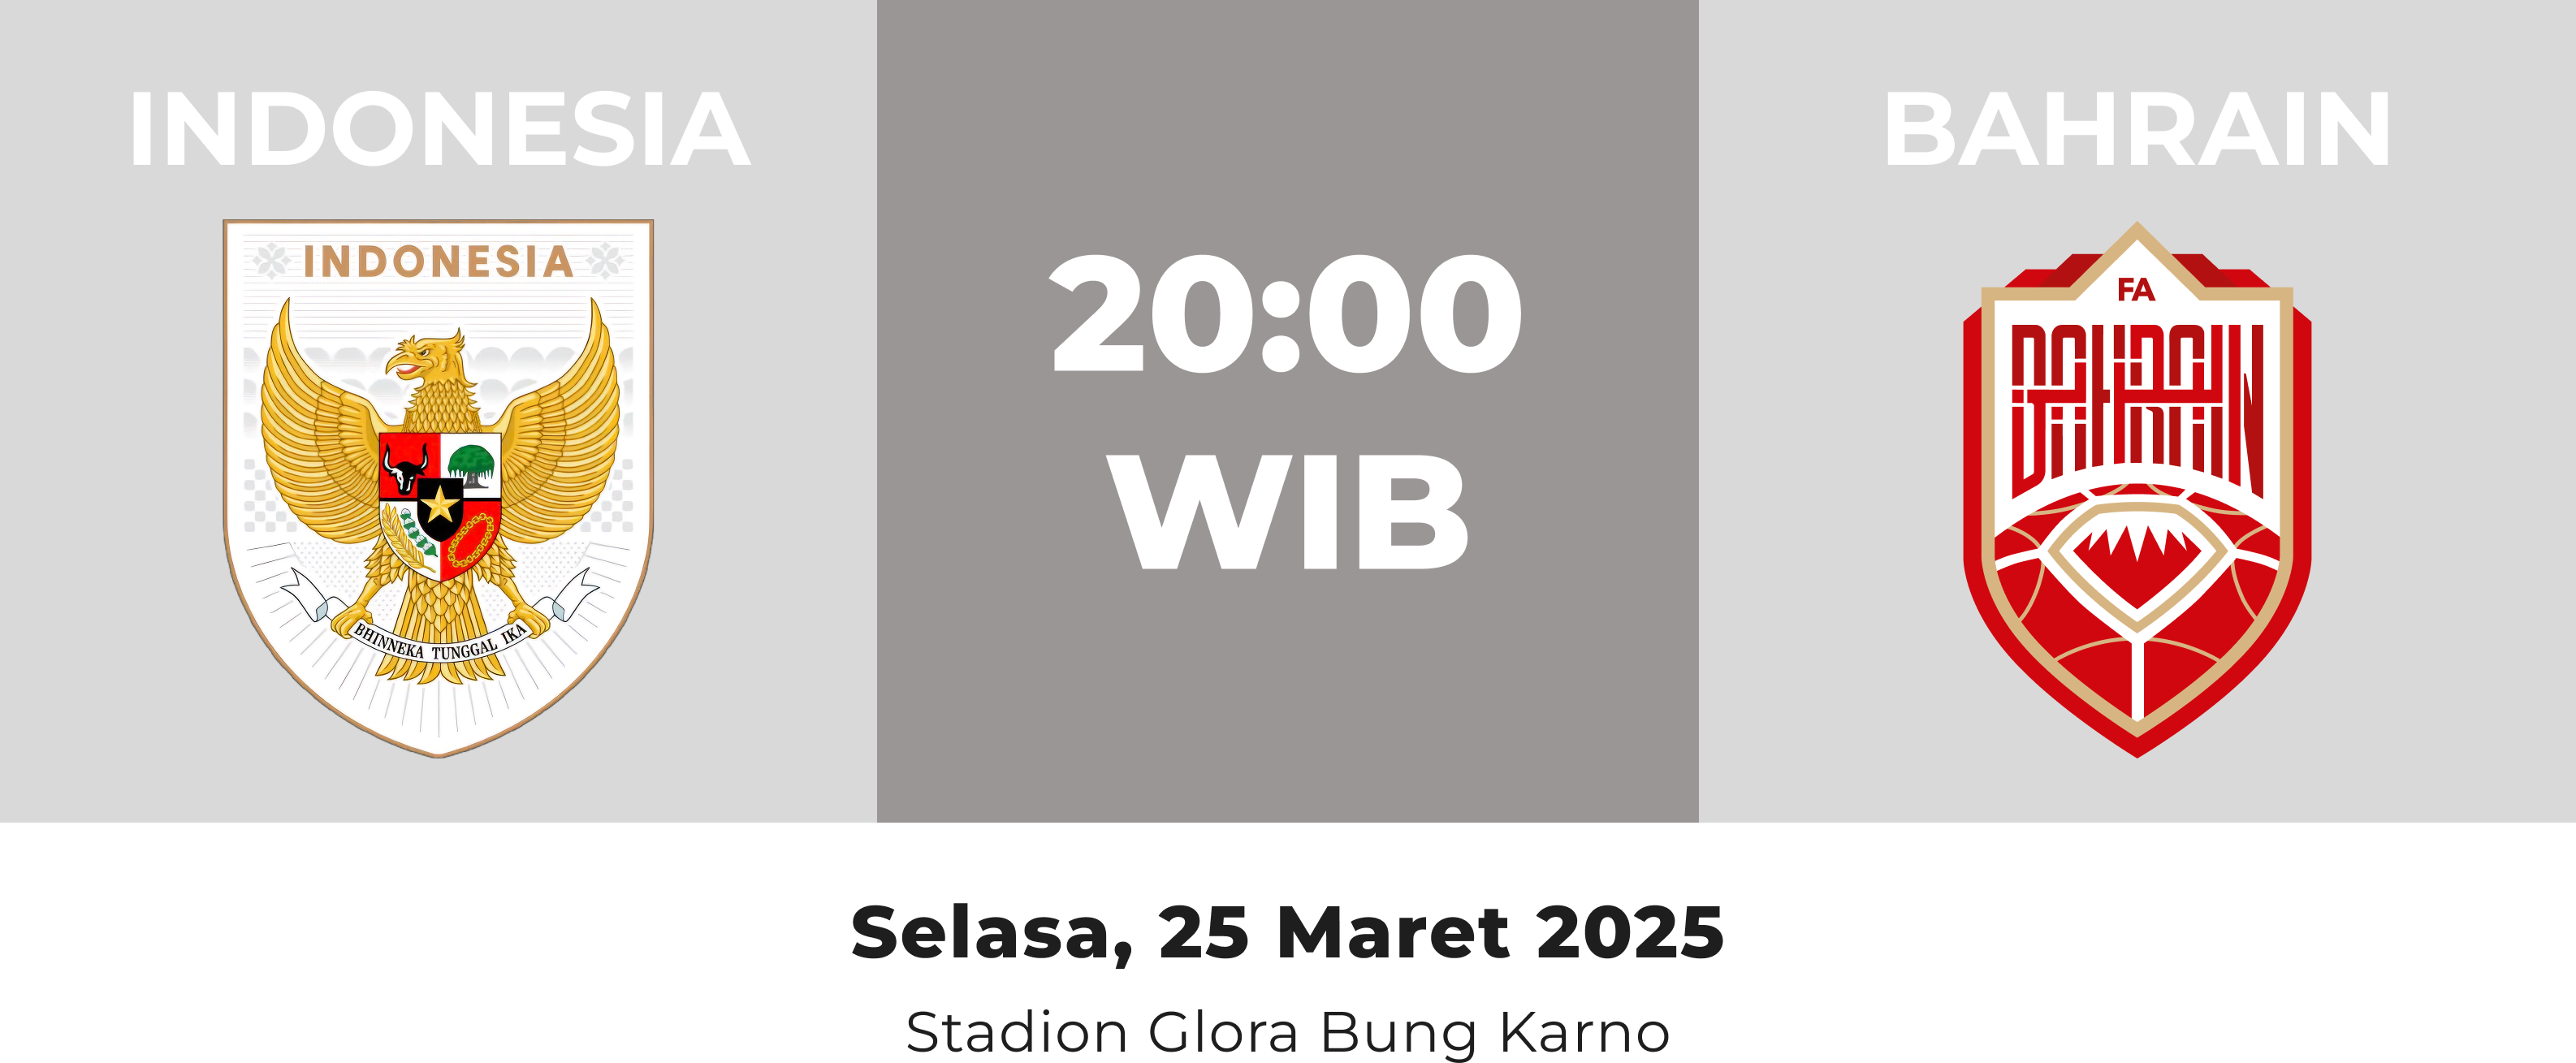 INDONESIA
INDONESIA
BHINNEKA TUNGGAL IKA
20:00
WIB
BAHRAIN
FA
BAHRAIN
Selasa, 25 Maret 2025
Stadion Glora Bung Karno